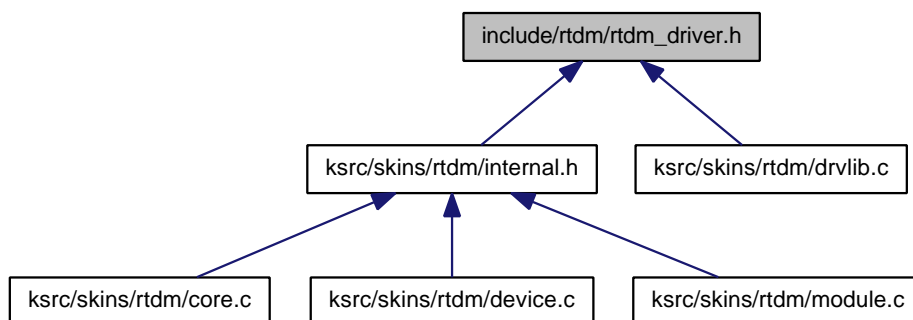 include/rtdm/rtdm_driver.h
ksrc/skins/rtdm/internal.h
ksrc/skins/rtdm/drvlib.c
ksrc/skins/rtdm/core.c
ksrc/skins/rtdm/device.c
ksrc/skins/rtdm/module.c